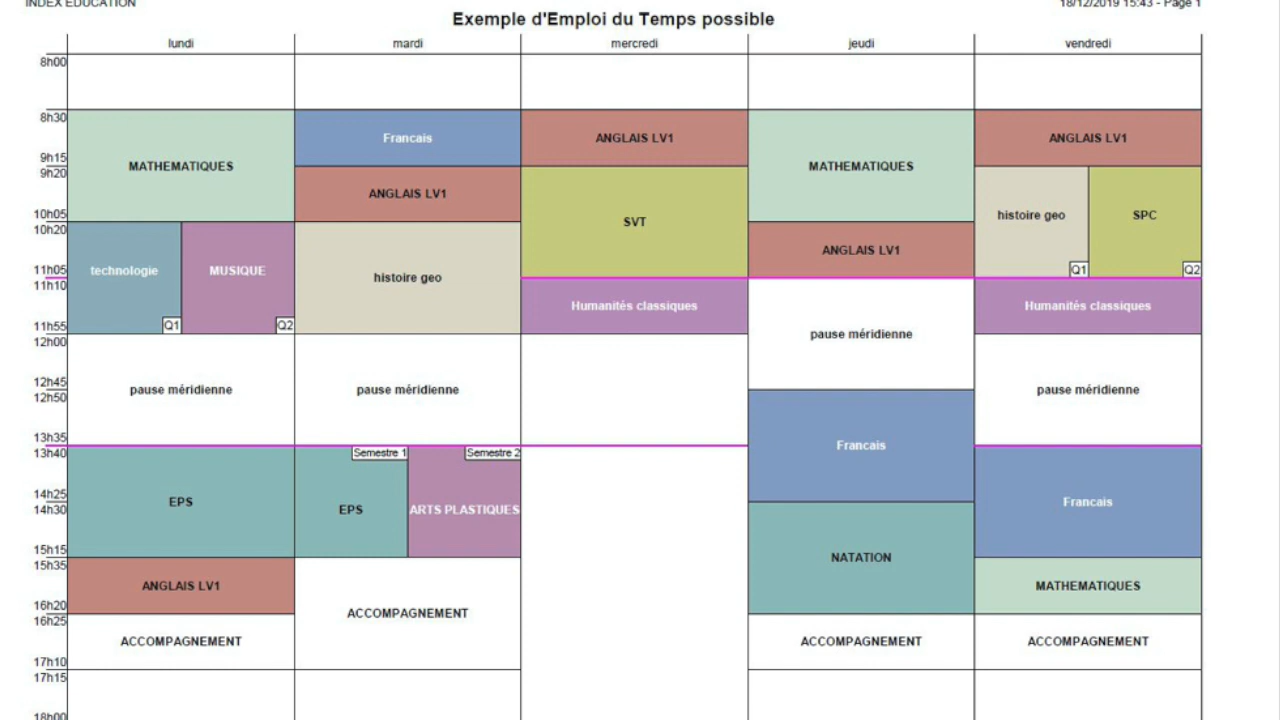 INDEX EDUCATION
18/12/2019 15:43 - Page 1
Exemple d'Emploi du Temps possible
lundi mardi mercredi jeudi vendredi
8h00
8h30
Francais ANGLAIS LV1 ANGLAIS LV1
9h15
MATHEMATIQUES MATHEMATIQUES
9h20
ANGLAIS LV1
10h05
histoire geo SPC
SVT
10h20
ANGLAIS LV1
11h05
technologie MUSIQUE histoire geo Q1 Q2
11h10
Humanités classiques Humanités classiques
11h55
Q1 Q2
pause méridienne
12h00
12h45
pause méridienne pause méridienne pause méridienne
12h50
13h35
Francais
13h40
Semestre 1 Semestre 2
14h25
EPS Francais
14h30
EPS ARTS PLASTIQUES
15h15
NATATION
15h35
ANGLAIS LV1 MATHEMATIQUES
16h20
ACCOMPAGNEMENT
16h25
ACCOMPAGNEMENT ACCOMPAGNEMENT ACCOMPAGNEMENT
17h10
17h15
18h00